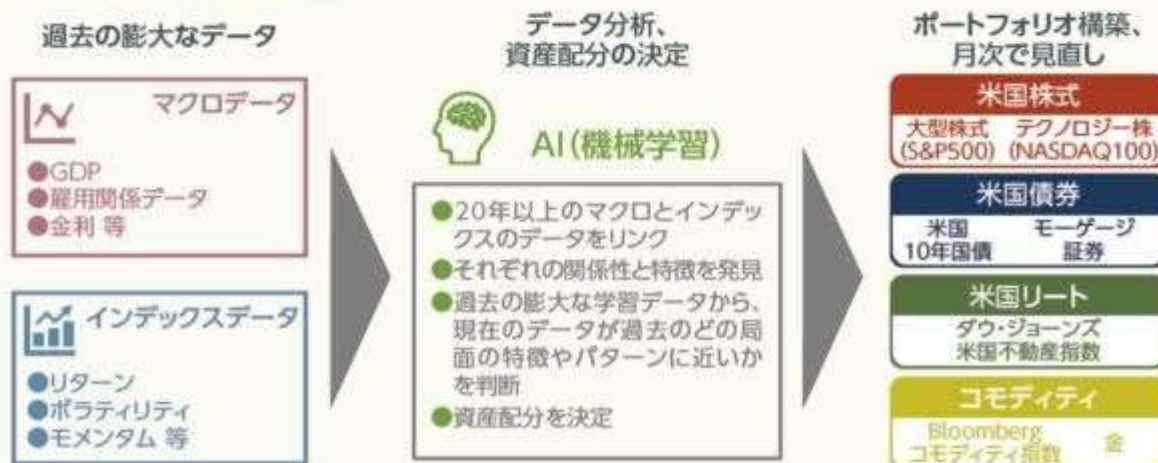 過去の膨大なデータ
マクロデータ
●GDP
●雇用関係データ
●金利 等
インデックスデータ
●リターン
●ボラティリティ
●モメンタム 等
データ分析、
資産配分の決定
AI(機械学習)
●20年以上のマクロとインデッ
クスのデータをリンク
●それぞれの関係性と特徴を発見
●過去の膨大な学習データから、
現在のデータが過去のどの局
面の特徴やパターンに近いか
を判断
●資産配分を決定
ポートフォリオ構築、
月次で見直し
米国株式
大型株式 テクノロジー株
(S&P500) (NASDAQ100)
米国債券
米国 モーゲージ
10年国債 証券
米国リート
ダウ・ジョーンズ
米国不動産指数
コモディティ
Bloomberg 金
コモディティ指数